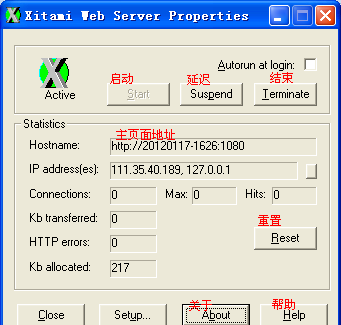 Xitami Web Server Properties
Active
启动
Start
延迟
Suspend
Autorun at login:
结束
Terminate
Statistics
主页面地址
Hostname: http://20120117-1626:1080
IP address(es): 111.35.40.189, 127.0.0.1
Connections: 0 Max: 0 Hits: 0
Kb transferred: 0
HTTP errors: 0
重置
Reset
Kb allocated: 217
关于
帮助
Close Setup... About Help